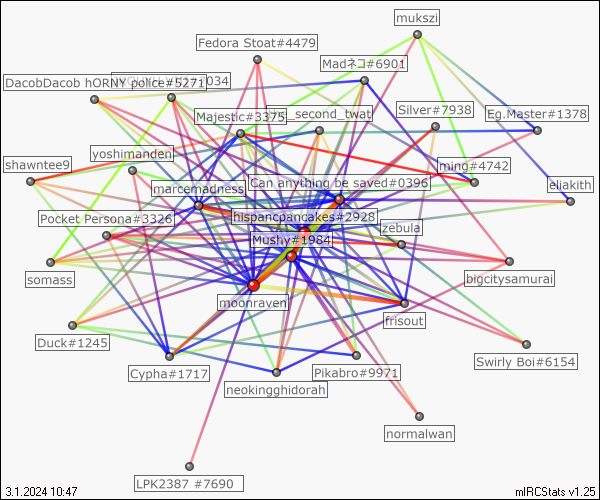 mukszi
Fedora Stoat#4479
Madネコ#6901
DacobDacob hORNY police#5271
034
Majestic#3375
_second_twat
Silver#7938
Eg.Master#1378
yoshimanden
shawntee9
ming#4742
marcemadness
Can anything be saved#0396
eliakith
Pocket Persona#3326
hispancpancakes#2928
zebula
Mushy#1984
somass
bigcitysamurai
moonrayen
frisout
Duck#1245
Swirly Boi#6154
Cypha#1717
Pikabro#9971
neokingghidorah
normalwan
LPK2387 #7690
3.1.2024 10:47
mIRCStats v1.25